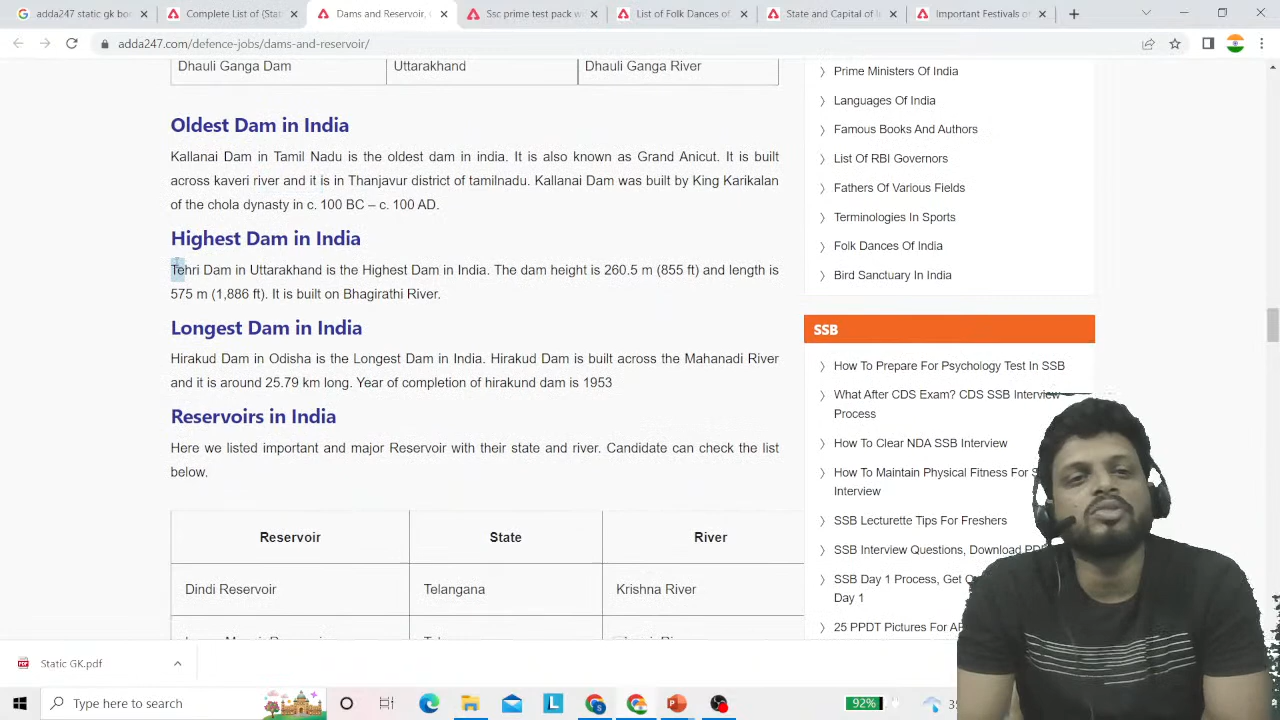 adda247 static gk bo
Complete List of (Stati
Dams and Reservoir, (
Ssc prime test pack w
List of Folk Dances of
State and Capital of I
Important Festivals o
adda247.com/defence-jobs/dams-and-reservoir/
Dhauli Ganga Dam Uttarakhand Dhauli Ganga River
Oldest Dam in India
Kallanai Dam in Tamil Nadu is the oldest dam in india. It is also known as Grand Anicut. It is built
across kaveri river and it is in Thanjavur district of tamilnadu. Kallanai Dam was built by King Karikalan
of the chola dynasty in c. 100 BC – c. 100 AD.
Highest Dam in India
Tehri Dam in Uttarakhand is the Highest Dam in India. The dam height is 260.5 m (855 ft) and length is
575 m (1,886 ft). It is built on Bhagirathi River.
Longest Dam in India
Hirakud Dam in Odisha is the Longest Dam in India. Hirakud Dam is built across the Mahanadi River
and it is around 25.79 km long. Year of completion of hirakund dam is 1953
Reservoirs in India
Here we listed important and major Reservoir with their state and river. Candidate can check the list
below.
Reservoir State River
Dindi Reservoir Telangana Krishna River
Prime Ministers Of India
Languages Of India
Famous Books And Authors
List Of RBI Governors
Fathers Of Various Fields
Terminologies In Sports
Folk Dances Of India
Bird Sanctuary In India
SSB
How To Prepare For Psychology Test In SSB
What After CDS Exam? CDS SSB Interview
Process
How To Clear NDA SSB Interview
How To Maintain Physical Fitness For
Interview
SSB Lecturette Tips For Freshers
SSB Interview Questions, Download PD
SSB Day 1 Process, Get
Day 1
25 PPDT Pictures For
Static GK.pdf
Type here to se
92%